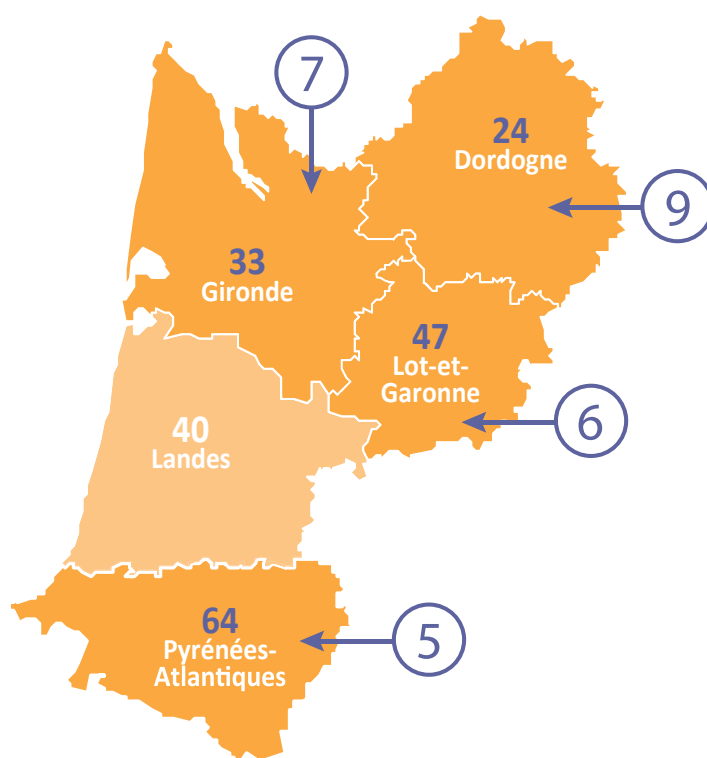 7
24
Dordogne
9
33
Gironde
47
Lot-et-
Garonne
6
40
Landes
64
Pyrénées-
Atlantiques
5